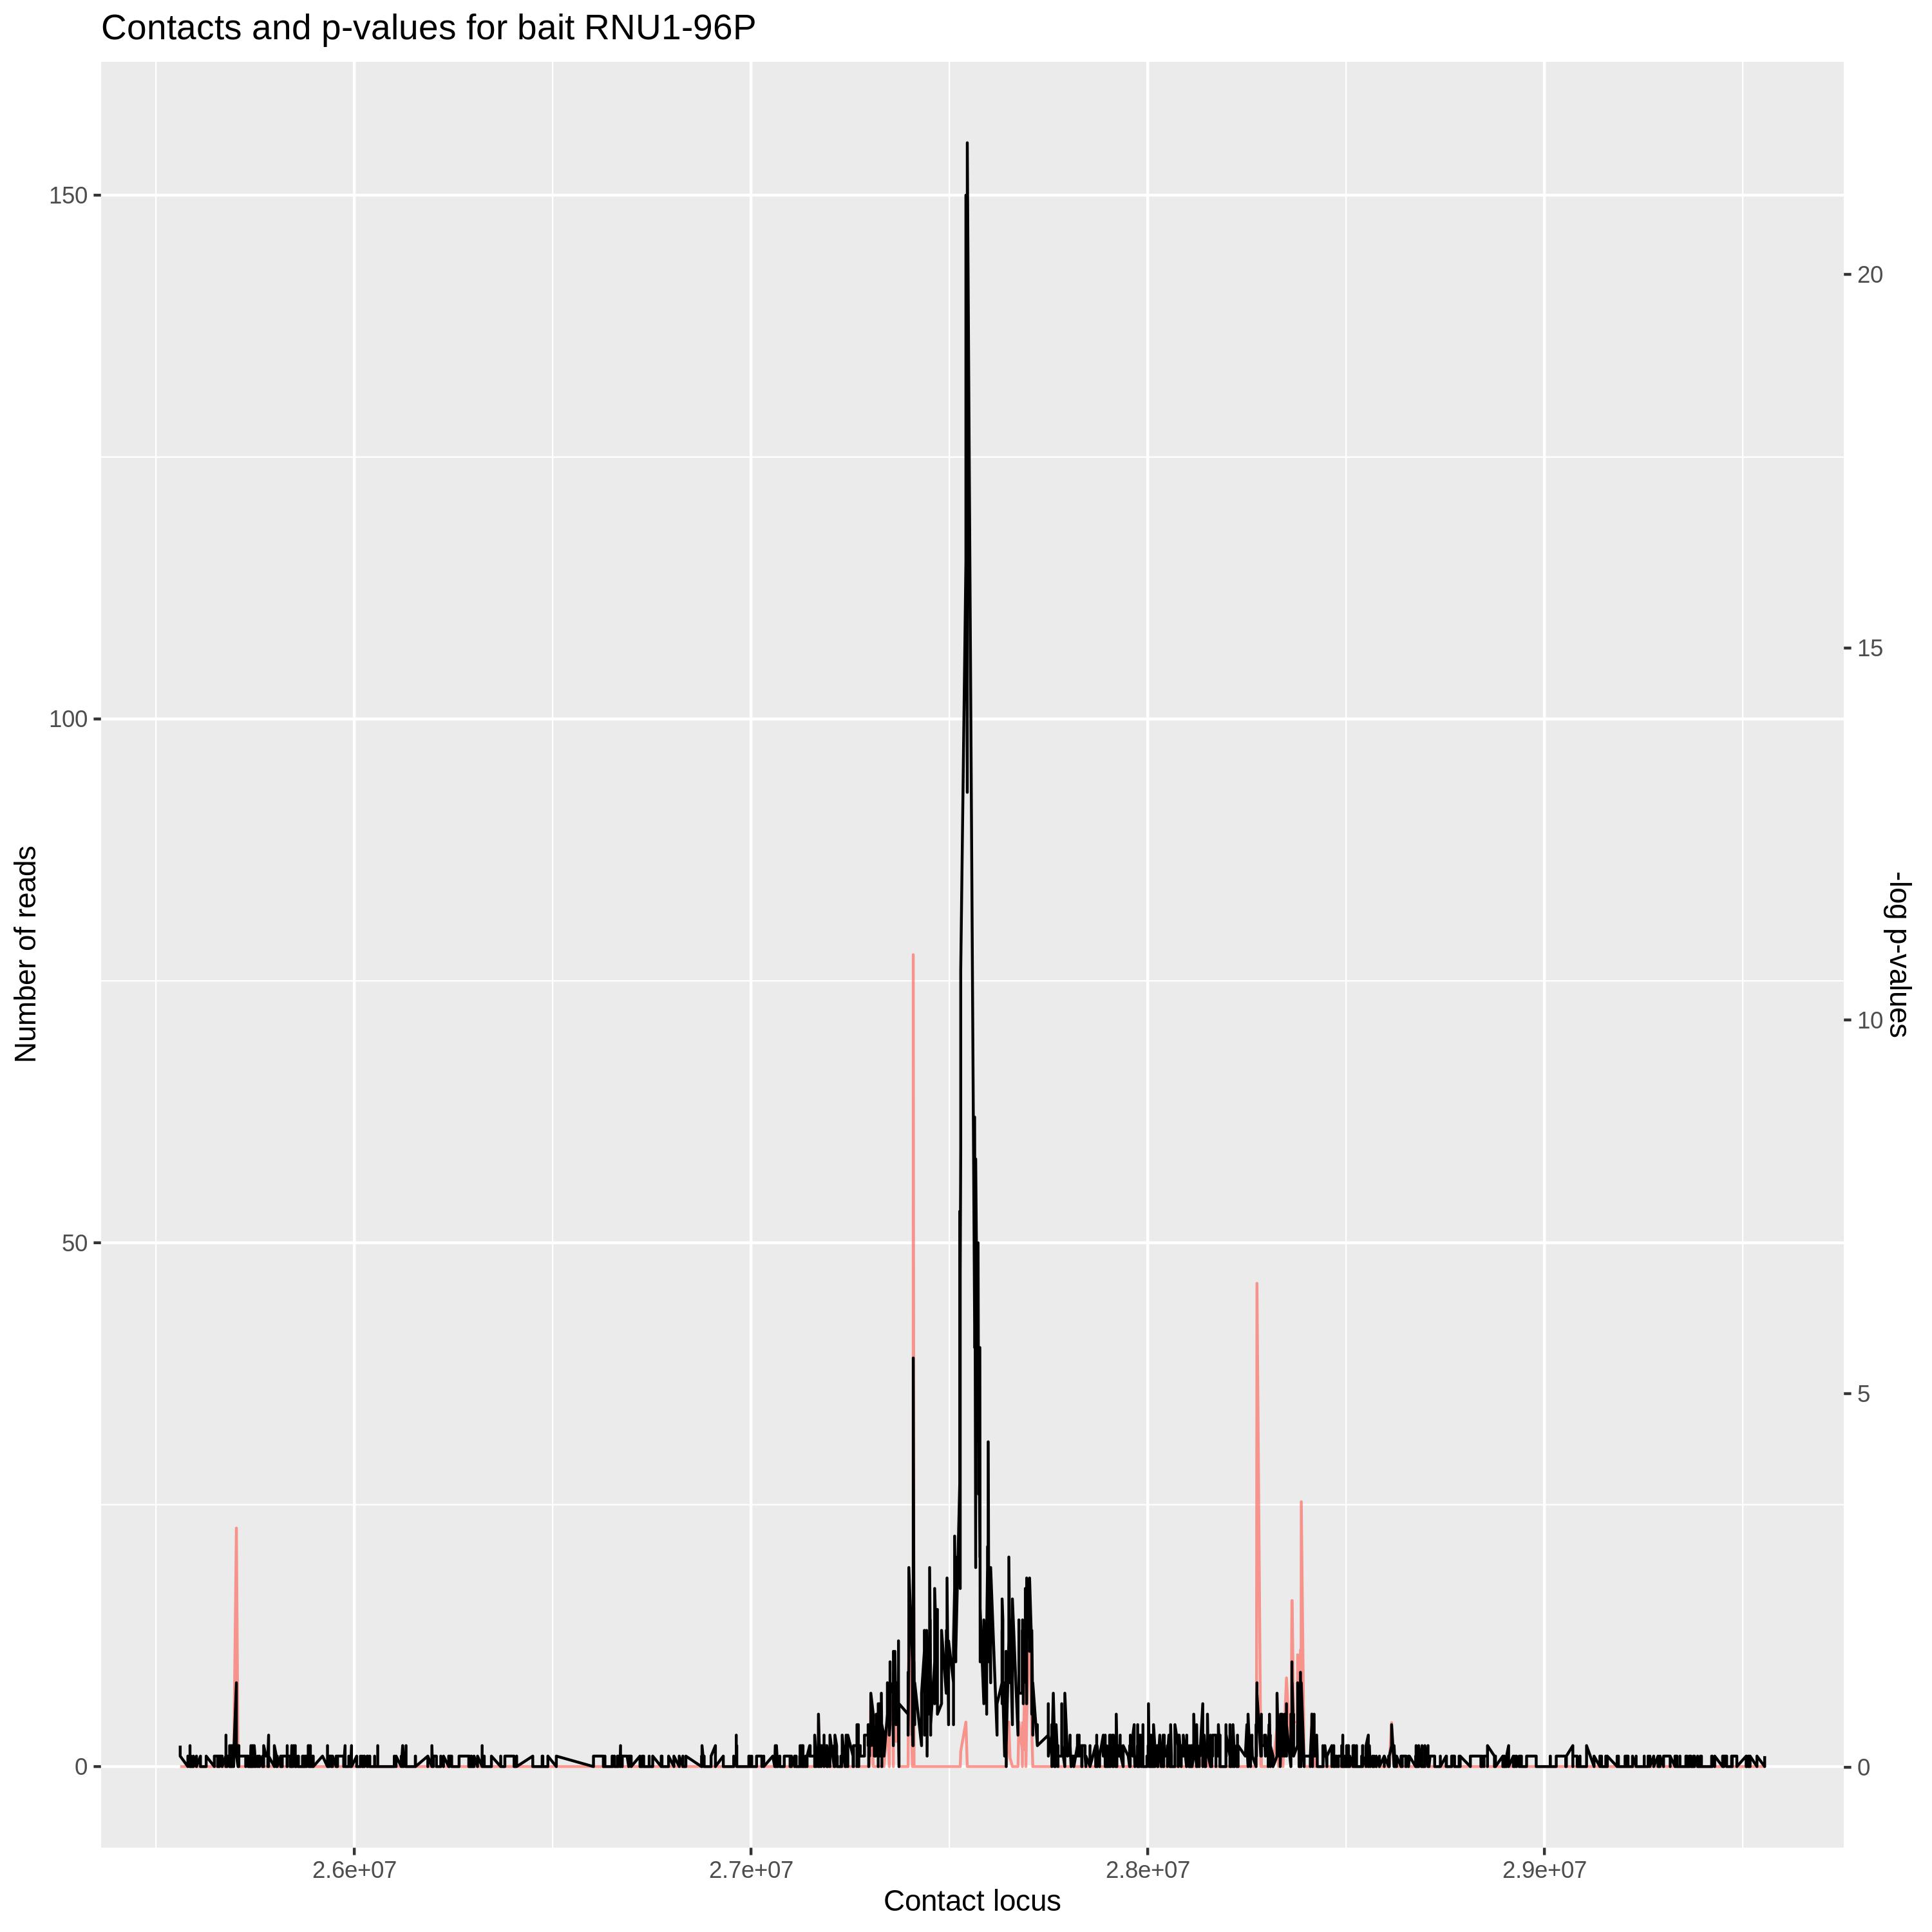 Contacts and p-values for bait RNU1-96P
150
100
50
0
Number of reads
20
15
10
5
0
-log p-values
2.6e+07
2.7e+07
2.8e+07
2.9e+07
Contact locus